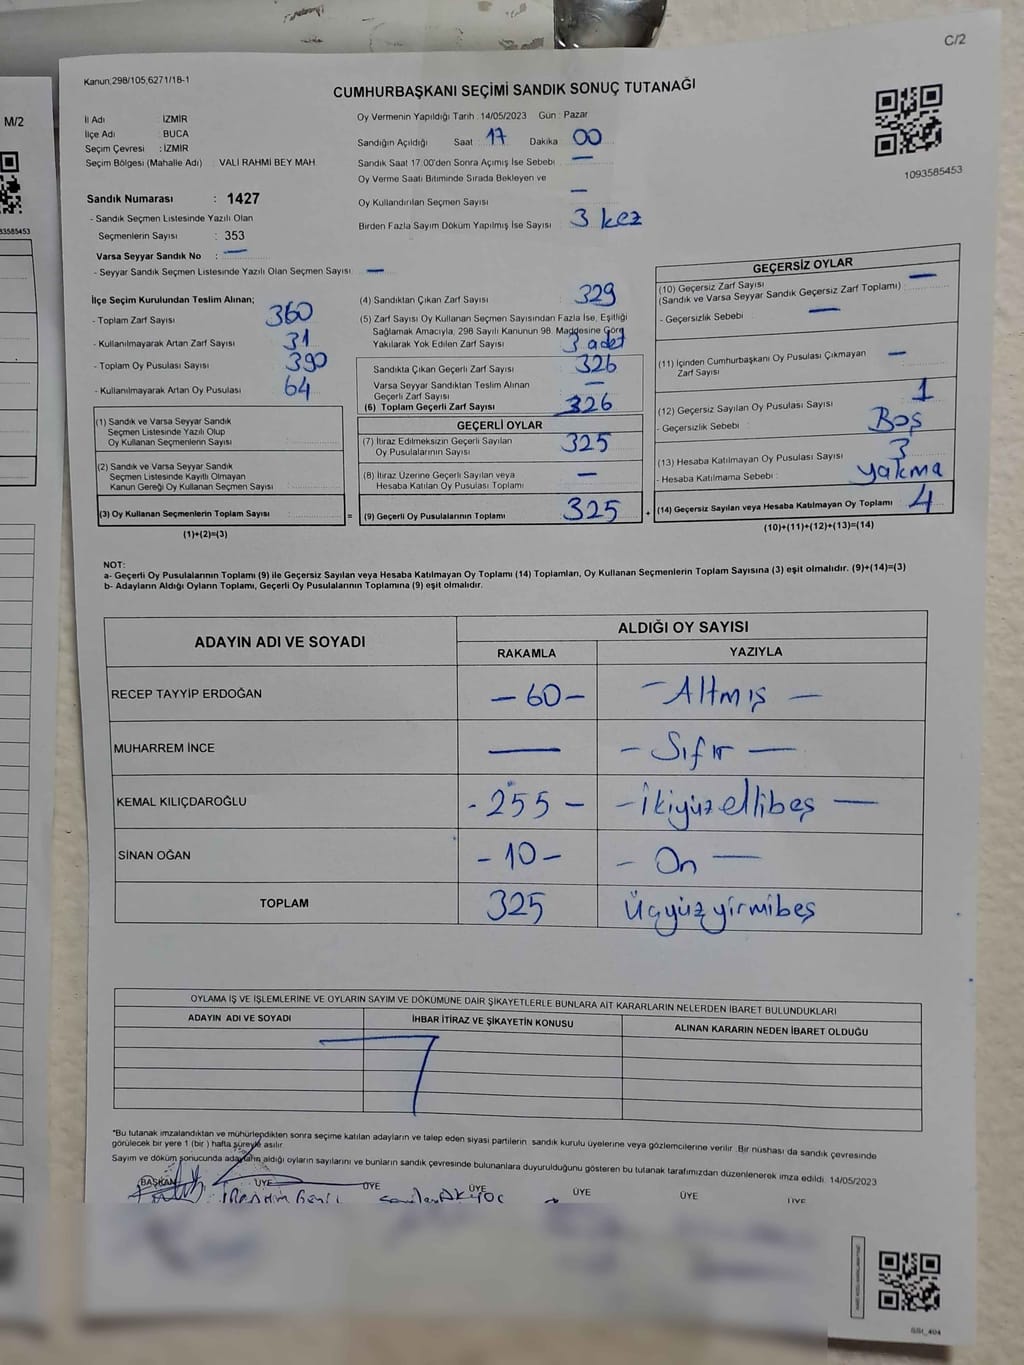 C/2
Kanun;298/105,6271/18-1
CUMHURBAŞKANI SEÇİMİ SANDIK SONUÇ TUTANAĞI
M/2
İl Adı : İZMİR
İlçe Adı : BUCA
Seçim Çevresi : İZMİR
Seçim Bölgesi (Mahalle Adı) : VALİ RAHMİ BEY MAH
Sandık Numarası : 1427
- Sandık Seçmen Listesinde Yazılı Olan
Seçmenlerin Sayısı : 353
Varsa Seyyar Sandık No : —
- Seyyar Sandık Seçmen Listesinde Yazılı Olan Seçmen Sayısı —
Oy Vermenin Yapıldığı Tarih : 14/05/2023 Gün : Pazar
Sandığın Açıldığı Saat 17 Dakika 00
Sandık Saat 17.00'den Sonra Açılmış İse Sebebi —
Oy Verme Saati Bitiminde Sırada Bekleyen ve
Oy Kullandırılan Seçmen Sayısı —
Birden Fazla Sayım Döküm Yapılmış İse Sayısı 3 kez
1093585453
İlçe Seçim Kurulundan Teslim Alınan;
- Toplam Zarf Sayısı 360
- Kullanılmayarak Artan Zarf Sayısı 31
- Toplam Oy Pusulası Sayısı 390
- Kullanılmayarak Artan Oy Pusulası 64
(1) Sandık ve Varsa Seyyar Sandık
Seçmen Listesinde Yazılı Olup
Oy Kullanan Seçmenlerin Sayısı
(2) Sandık ve Varsa Seyyar Sandık
Seçmen Listesinde Kayıtlı Olmayan
Kanun Gereği Oy Kullanan Seçmen Sayısı
(3) Oy Kullanan Seçmenlerin Toplam Sayısı =
(1)+(2)=(3)
(4) Sandıktan Çıkan Zarf Sayısı : 329
(5) Zarf Sayısı Oy Kullanan Seçmen Sayısından Fazla İse, Eşitliği
Sağlamak Amacıyla, 298 Sayılı Kanunun 98. Maddesine Göre
Yakılarak Yok Edilen Zarf Sayısı 3 adet
Sandıkta Çıkan Geçerli Zarf Sayısı 326
Varsa Seyyar Sandıktan Teslim Alınan
Geçerli Zarf Sayısı —
(6) Toplam Geçerli Zarf Sayısı 326
GEÇERLİ OYLAR
(7) İtiraz Edilmeksizin Geçerli Sayılan
Oy Pusulalarının Sayısı 325
(8) İtiraz Üzerine Geçerli Sayılan veya
Hesaba Katılan Oy Pusulası Toplamı —
(9) Geçerli Oy Pusulalarının Toplamı 325 +
GEÇERSİZ OYLAR
(10) Geçersiz Zarf Sayısı —
(Sandık ve Varsa Seyyar Sandık Geçersiz Zarf Toplamı) :
- Geçersizlik Sebebi : —
(11) İçinden Cumhurbaşkanı Oy Pusulası Çıkmayan —
Zarf Sayısı
(12) Geçersiz Sayılan Oy Pusulası Sayısı 1
- Geçersizlik Sebebi : Boş
(13) Hesaba Katılmayan Oy Pusulası Sayısı 3
- Hesaba Katılmama Sebebi : yakma
(14) Geçersiz Sayılan veya Hesaba Katılmayan Oy Toplamı 4
(10)+(11)+(12)+(13)=(14)
NOT:
a- Geçerli Oy Pusulalarının Toplamı (9) ile Geçersiz Sayılan veya Hesaba Katılmayan Oy Toplamı (14) Toplamları, Oy Kullanan Seçmenlerin Toplam Sayısına (3) eşit olmalıdır. (9)+(14)=(3)
b- Adayların Aldığı Oyların Toplamı, Geçerli Oy Pusulalarının Toplamına (9) eşit olmalıdır.
ADAYIN ADI VE SOYADI ALDIĞI OY SAYISI
RAKAMLA YAZIYLA
RECEP TAYYİP ERDOĞAN — 60 — — Altmış —
MUHARREM İNCE — — Sıfır —
KEMAL KILIÇDAROĞLU - 255 — — İkiyüzellibeş —
SİNAN OĞAN - 10 — — On —
TOPLAM 325 Üçyüzyirmibeş
OYLAMA İŞ VE İŞLEMLERİNE VE OYLARIN SAYIM VE DÖKÜMÜNE DAİR ŞİKAYETLERLE BUNLARA AİT KARARLARIN NELERDEN İBARET BULUNDUKLARI
ADAYIN ADI VE SOYADI İHBAR İTİRAZ VE ŞİKAYETİN KONUSU ALINAN KARARIN NEDEN İBARET OLDUĞU
*Bu tutanak imzalandıktan ve mühürlendikten sonra seçime katılan adayların ve talep eden siyasi partilerin sandık kurulu üyelerine veya gözlemcilerine verilir. Bir nüshası da sandık çevresinde
görülecek bir yere 1 (bir) hafta süreyle asılır.
Sayım ve döküm sonucunda adayların aldığı oyların sayılarını ve bunların sandık çevresinde bulunanlara duyurulduğunu gösteren bu tutanak tarafımızdan düzenlenerek imza edildi. 14/05/2023
BAŞKAN ÜYE ÜYE ÜYE ÜYE ÜYE ÜYE